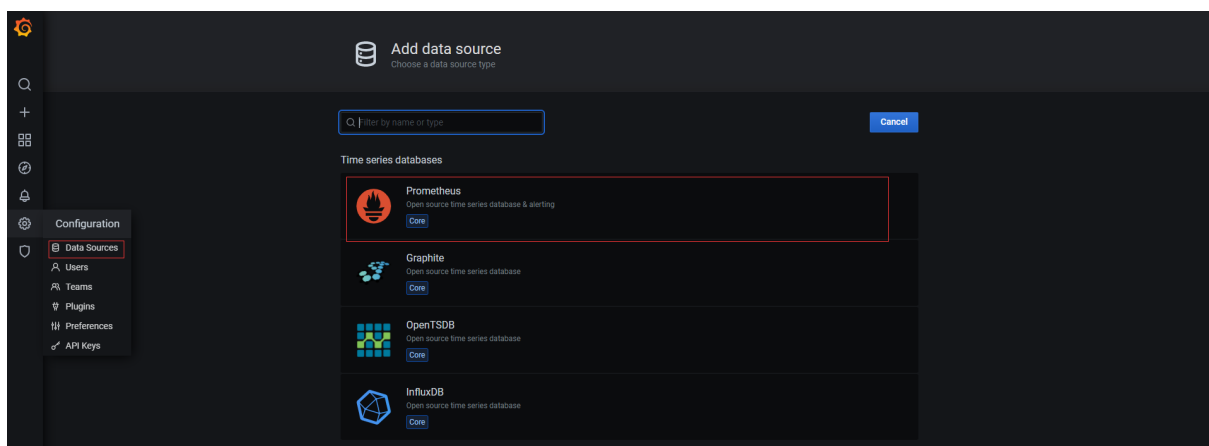 Add data source
Choose a data source type
Filter by name or type
Cancel
Time series databases
Prometheus
Open source time series database & alerting
Core
Configuration
Data Sources
Users
Teams
Plugins
Preferences
API Keys
Graphite
Open source time series database
Core
OpenTSDB
Open source time series database
Core
InfluxDB
Open source time series database
Core